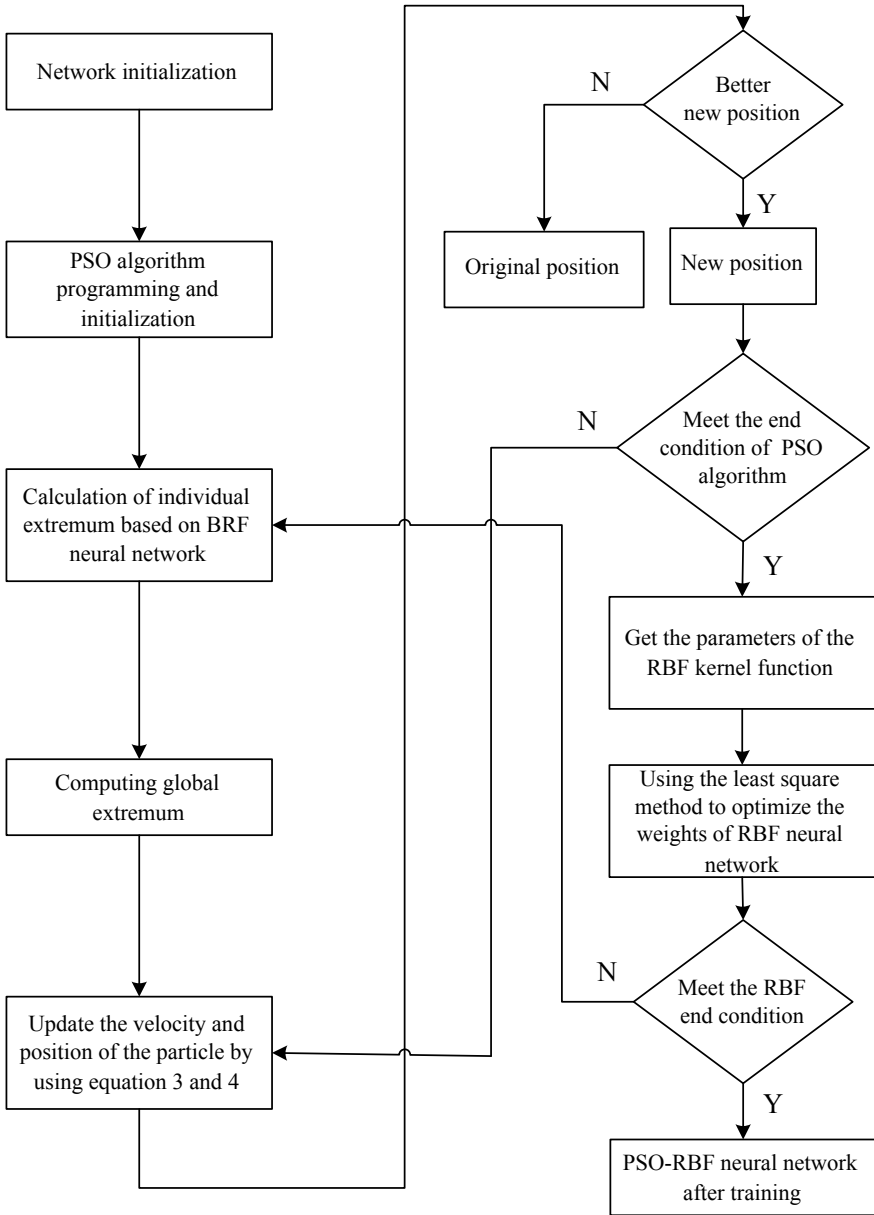 Network initialization
PSO algorithm
programming and
initialization
Calculation of individual
extremum based on BRF
neural network
Computing global
extremum
Update the velocity and
position of the particle by
using equation 3 and 4
Better
new position
N
Y
Original position
New position
Meet the end
condition of PSO
algorithm
N
Y
Get the parameters of the
RBF kernel function
Using the least square
method to optimize the
weights of RBF neural
network
Meet the RBF
end condition
N
Y
PSO-RBF neural network
after training